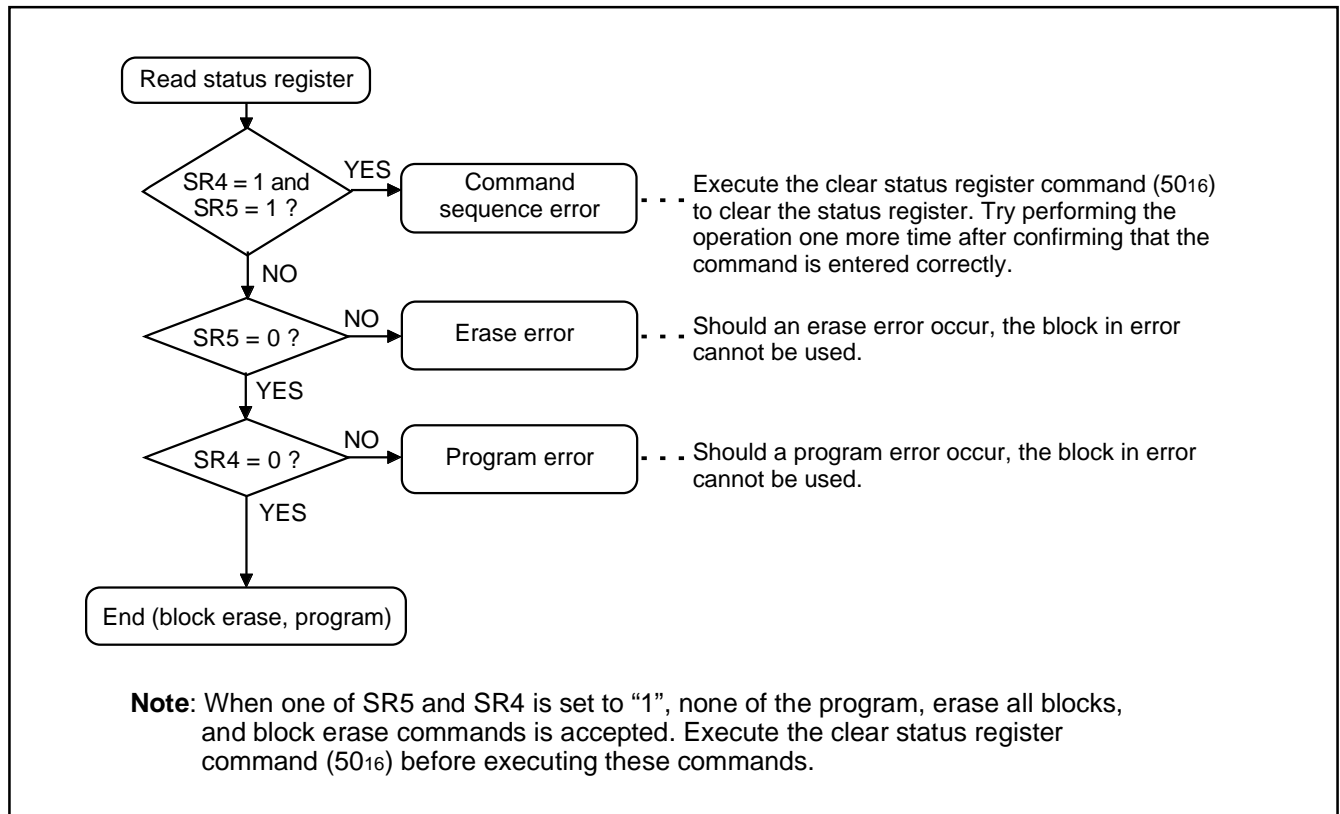 Read status register
SR4 = 1 and
SR5 = 1 ?
YES
Command
sequence error
Execute the clear status register command (5016)
to clear the status register. Try performing the
operation one more time after confirming that the
command is entered correctly.
NO
SR5 = 0 ?
NO
Erase error
Should an erase error occur, the block in error
cannot be used.
YES
SR4 = 0 ?
NO
Program error
Should a program error occur, the block in error
cannot be used.
YES
End (block erase, program)
Note: When one of SR5 and SR4 is set to “1”, none of the program, erase all blocks,
and block erase commands is accepted. Execute the clear status register
command (5016) before executing these commands.